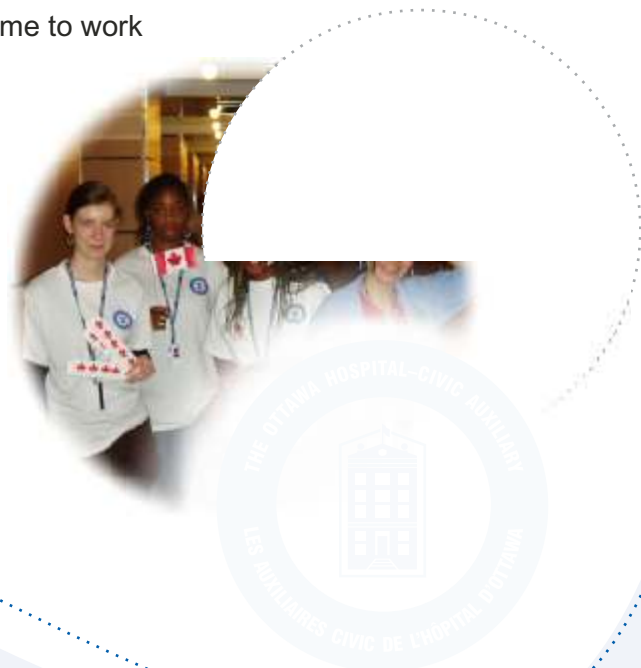 me to work
THE OTTAWA HOSPITAL-CIVIC AUXILIARY
LES AUXILIAIRES CIVIC DE L'HÔPITAL D'OTTAWA